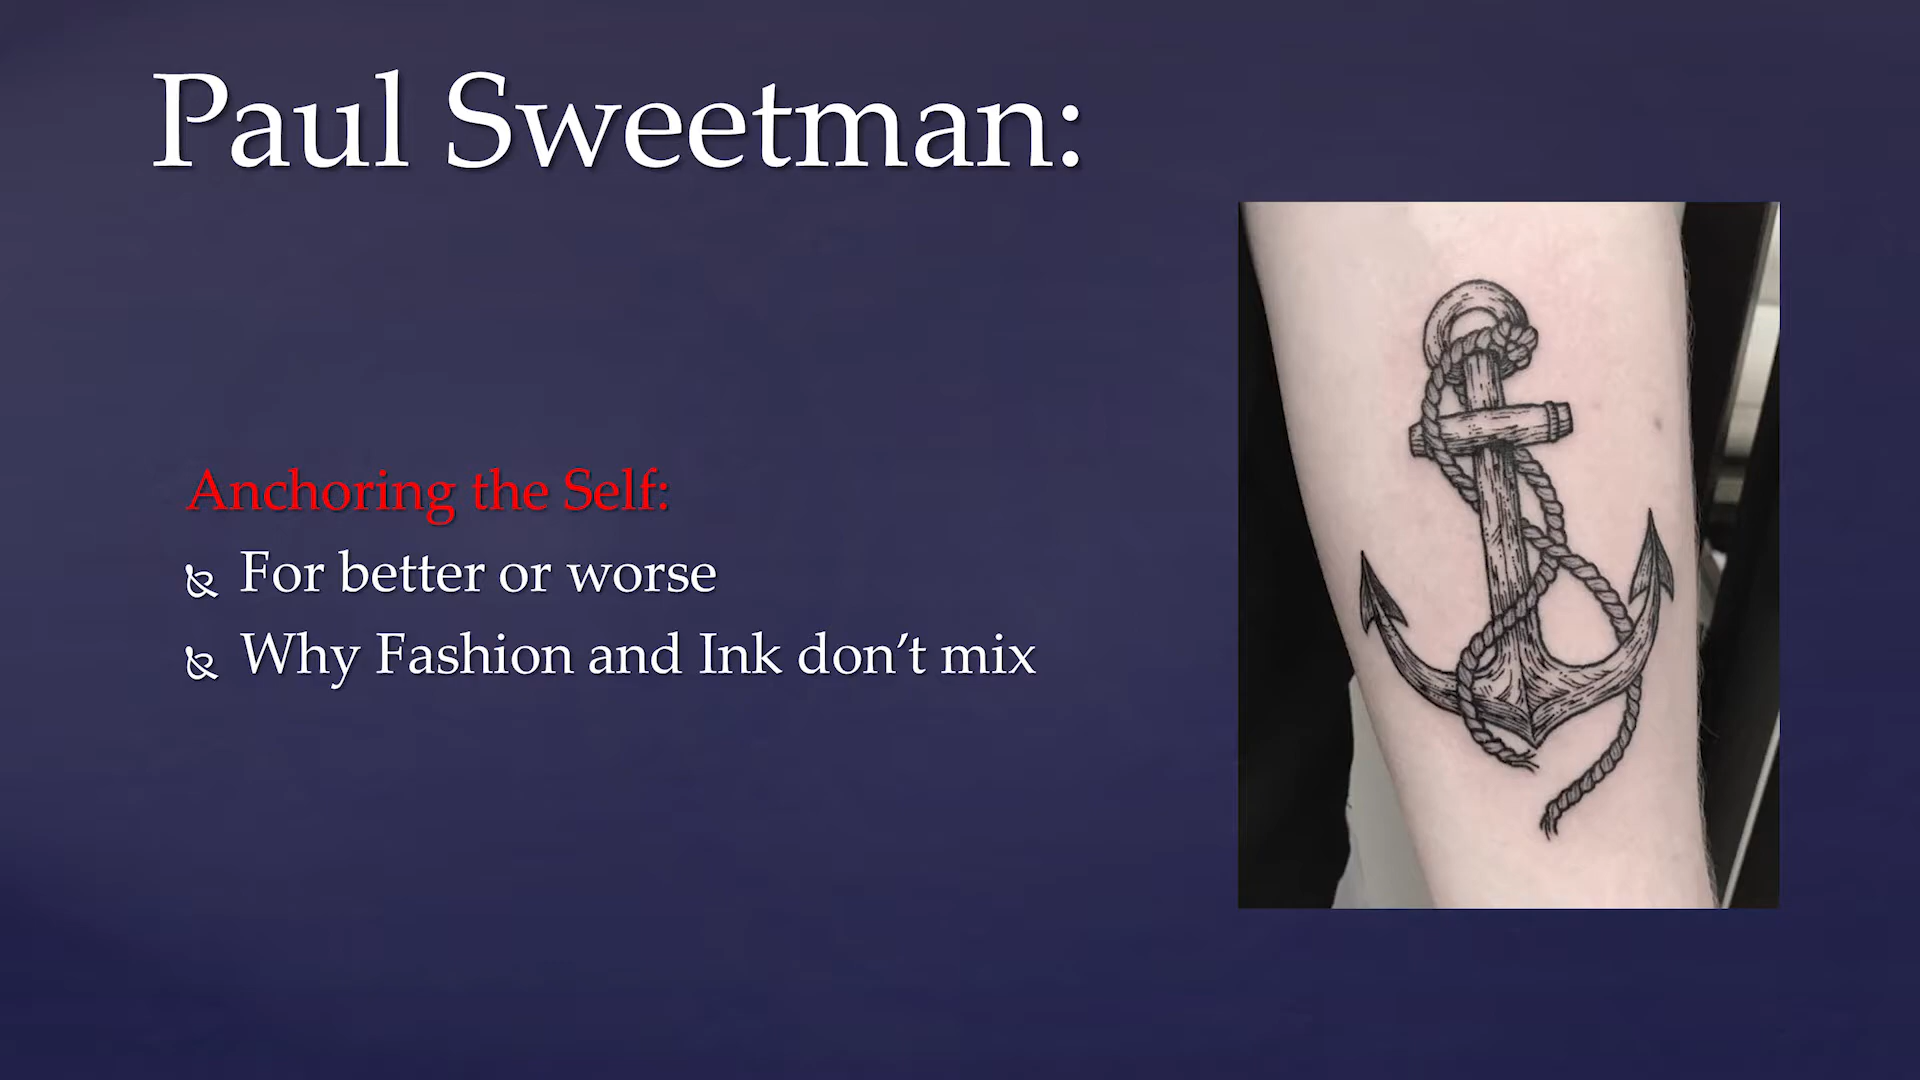 Paul Sweetman:
Anchoring the Self:
For better or worse
Why Fashion and Ink don’t mix